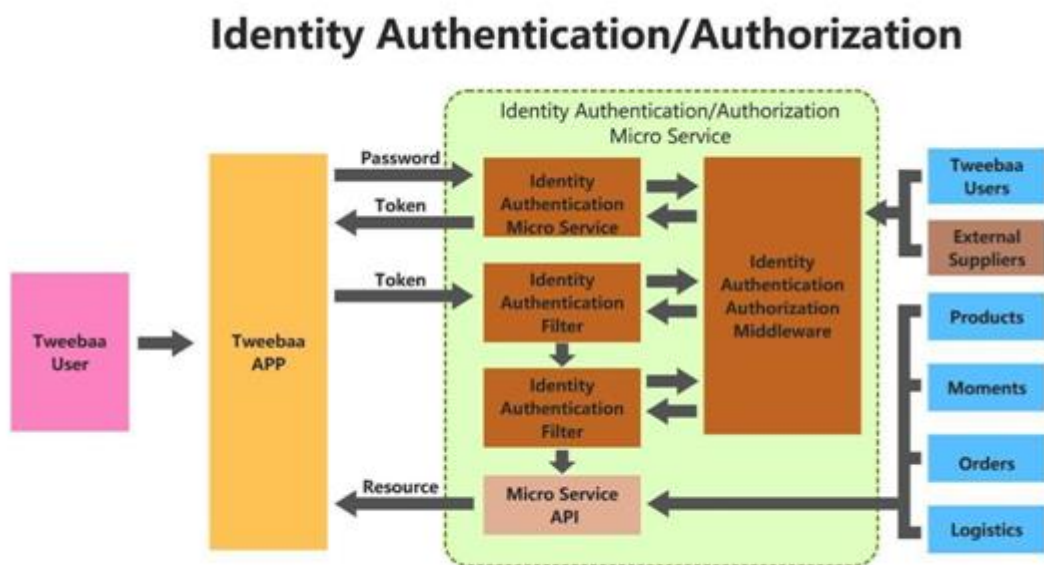 Identity Authentication/Authorization
Identity Authentication/Authorization
Micro Service
Password
Token
Token
Resource
Tweebaa
User
Tweebaa
APP
Identity
Authentication
Micro Service
Identity
Authentication
Filter
Identity
Authentication
Filter
Micro Service
API
Identity
Authentication
Authorization
Middleware
Tweebaa
Users
External
Suppliers
Products
Moments
Orders
Logistics